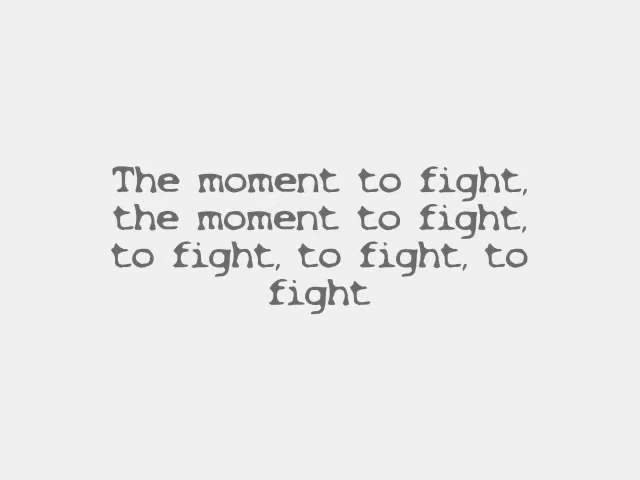 The moment to fight,
the moment to fight,
to fight, to fight, to
fight